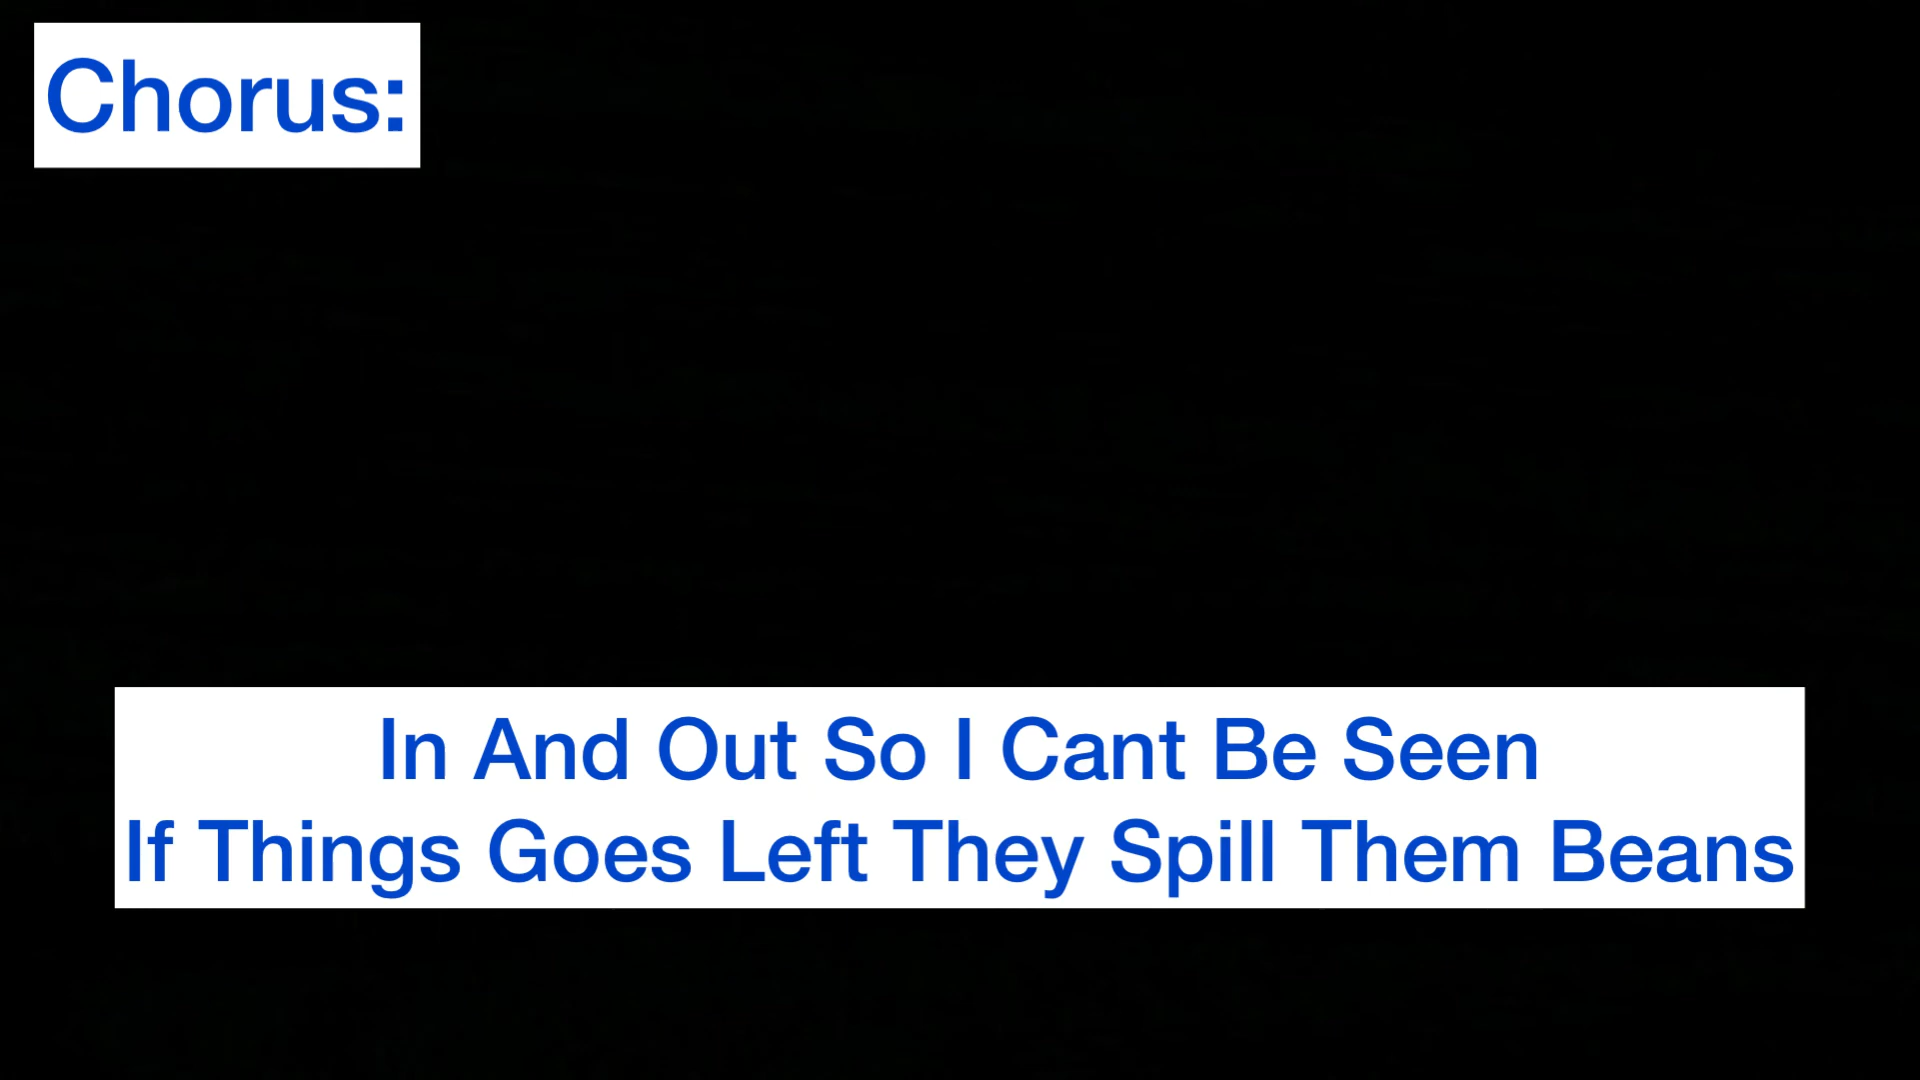 Chorus:
In And Out So I Cant Be Seen
If Things Goes Left They Spill Them Beans